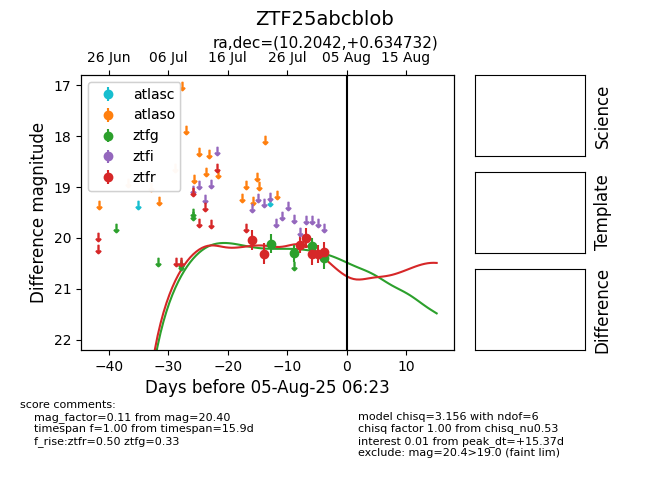 ZTF25abcblob
ra,dec=(10.2042,+0.634732)
26 Jun 06 Jul 16 Jul 26 Jul 05 Aug 15 Aug
17
18
19
20
21
22
Difference magnitude
atlasc
atlaso
ztfg
ztfi
ztfr
−40 −30 −20 −10 0 10
Days before 05-Aug-25 06:23
Science
Template
Difference
score comments:
mag_factor=0.11 from mag=20.40
timespan f=1.00 from timespan=15.9d
f_rise:ztfr=0.50 ztfg=0.33
model chisq=3.156 with ndof=6
chisq factor 1.00 from chisq_nu0.53
interest 0.01 from peak_dt=+15.37d
exclude: mag=20.4>19.0 (faint lim)